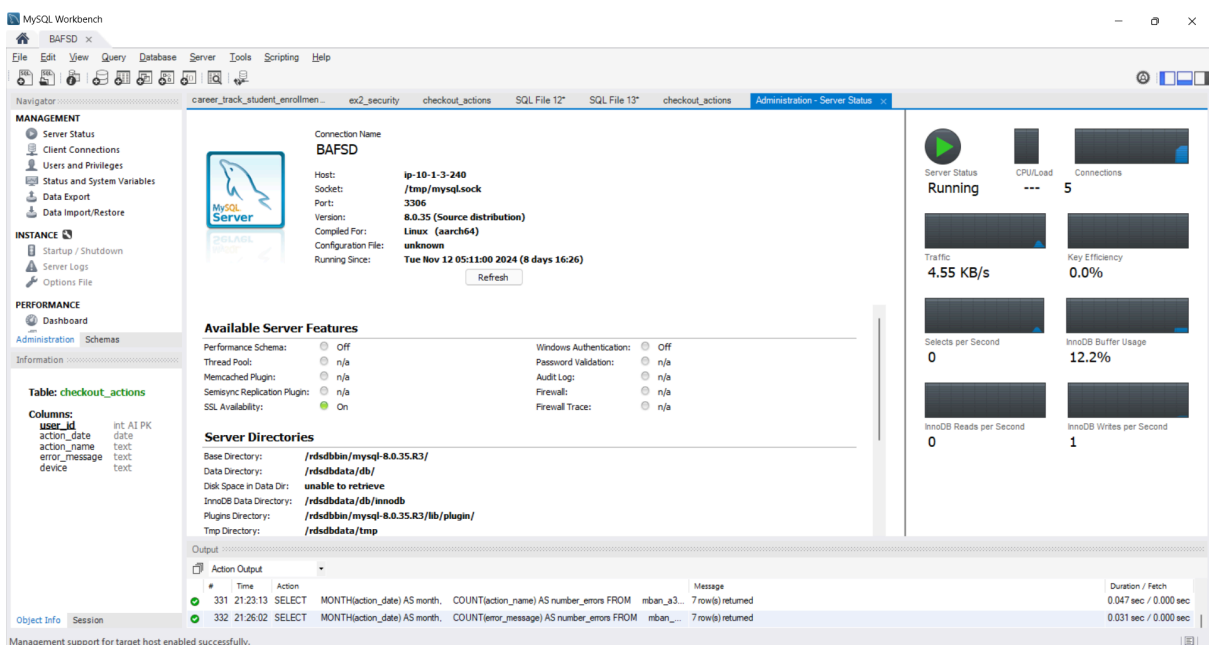 MySQL Workbench
BAFSD ×
File Edit View Query Database Server Tools Scripting Help
Navigator
MANAGEMENT
Server Status
Client Connections
Users and Privileges
Status and System Variables
Data Export
Data Import/Restore
INSTANCE
Startup / Shutdown
Server Logs
Options File
PERFORMANCE
Dashboard
Administration Schemas
Information
Table: checkout_actions
Columns:
user_id int AI PK
action_date date
action_name text
error_message text
device text
Object Info Session
career_track_student_enrollmen... ex2_security checkout_actions SQL File 12* SQL File 13* checkout_actions Administration - Server Status ×
MySQL
Server
Connection Name
BAFSD
Host: ip-10-1-3-240
Socket: /tmp/mysql.sock
Port: 3306
Version: 8.0.35 (Source distribution)
Compiled For: Linux (aarch64)
Configuration File: unknown
Running Since: Tue Nov 12 05:11:00 2024 (8 days 16:26)
Refresh
Available Server Features
Performance Schema: Off Windows Authentication: Off
Thread Pool: n/a Password Validation: n/a
Memcached Plugin: n/a Audit Log: n/a
Semisync Replication Plugin: n/a Firewall: n/a
SSL Availability: On Firewall Trace: n/a
Server Directories
Base Directory: /rdsdbbin/mysql-8.0.35.R3/
Data Directory: /rdsdbdata/db/
Disk Space in Data Dir: unable to retrieve
InnoDB Data Directory: /rdsdbdata/db/innodb
Plugins Directory: /rdsdbbin/mysql-8.0.35.R3/lib/plugin/
Tmp Directory: /rdsdbdata/tmp
Server Status CPU/Load Connections
Running --- 5
Traffic Key Efficiency
4.55 KB/s 0.0%
Selects per Second InnoDB Buffer Usage
0 12.2%
InnoDB Reads per Second InnoDB Writes per Second
0 1
Output
Action Output
# Time Action Message Duration / Fetch
331 21:23:13 SELECT MONTH(action_date) AS month, COUNT(action_name) AS number_errors FROM mban_a3... 7 row(s) returned 0.047 sec / 0.000 sec
332 21:26:02 SELECT MONTH(action_date) AS month, COUNT(error_message) AS number_errors FROM mban_... 7 row(s) returned 0.031 sec / 0.000 sec
Management support for target host enabled successfully.